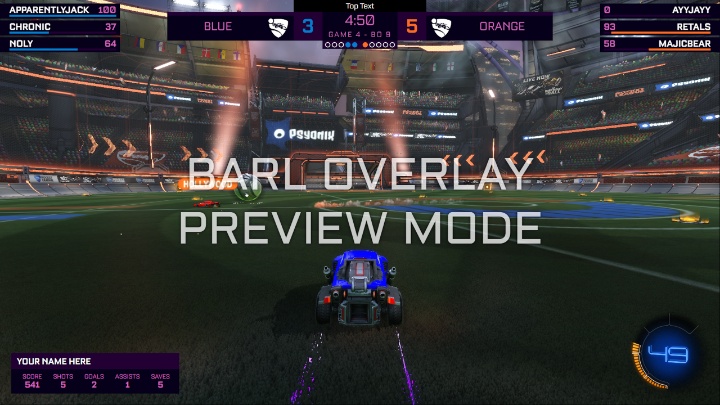 Top Text
APPARENTLYJACK 100
CHRONIC 37
NOLY 64
BLUE 3 4:50 5 ORANGE
GAME 4 - BO 9
0 AYYJAYY
93 RETALS
58 MAJICBEAR
PSYONIX
BARL OVERLAY
PREVIEW MODE
YOUR NAME HERE
SCORE SHOTS GOALS ASSISTS SAVES
541 5 2 1 5
49